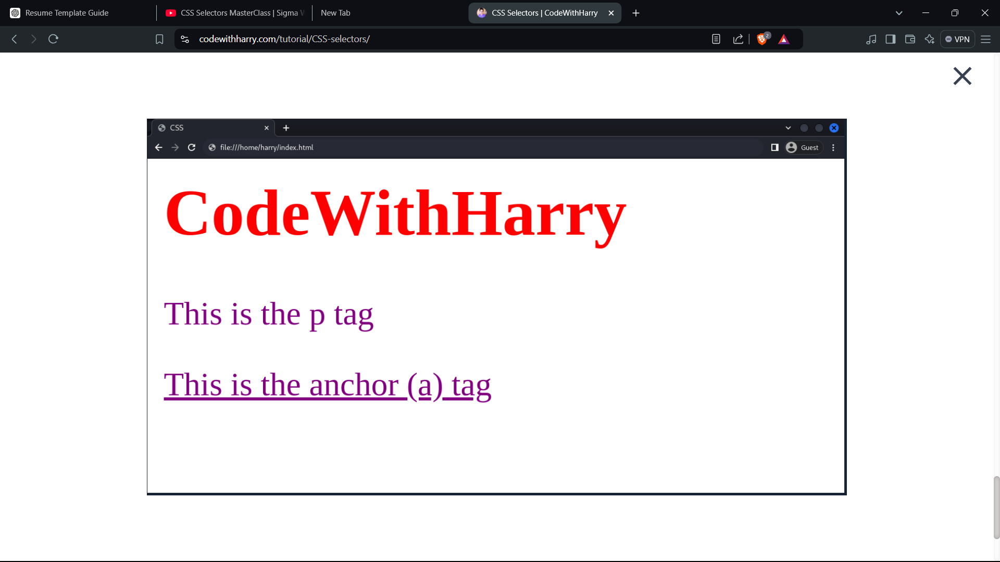 Resume Template Guide
CSS Selectors MasterClass | Sigma
New Tab
CSS Selectors | CodeWithHarry
codewithharry.com/tutorial/CSS-selectors/
2
VPN
CSS
file:///home/harry/index.html
Guest
CodeWithHarry
This is the p tag
This is the anchor (a) tag